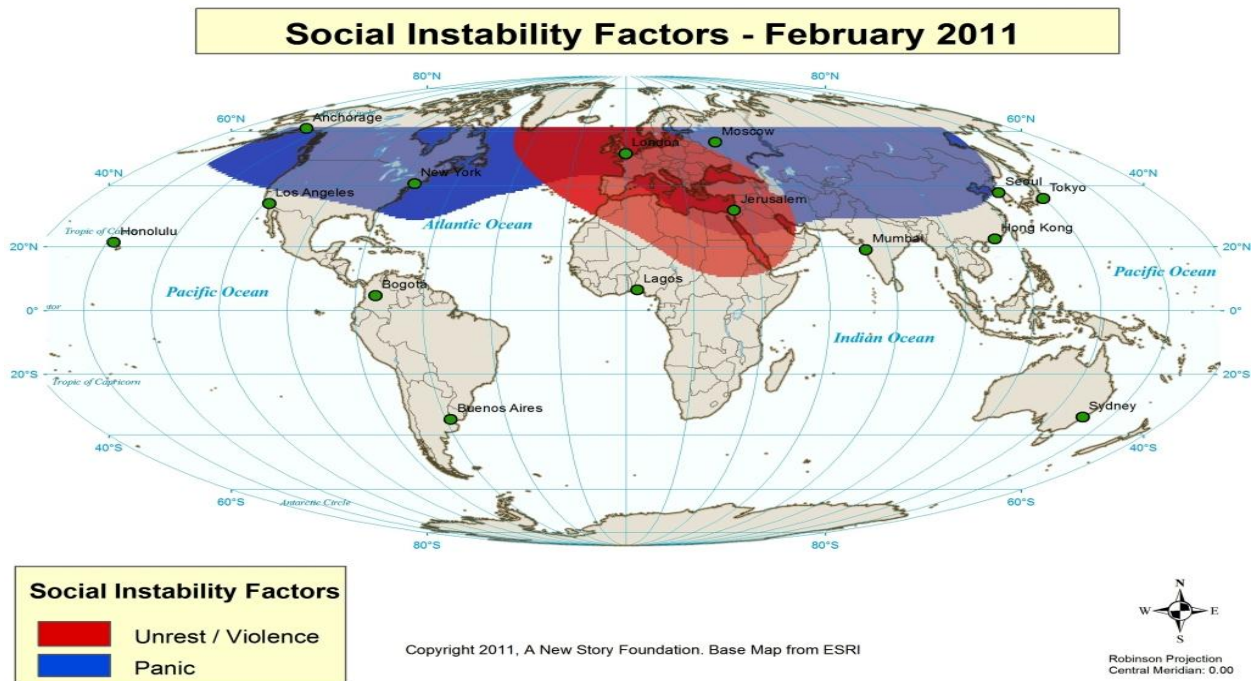 Social Instability Factors - February 2011
80°N
80°N
60°N
Anchorage
60°N
Moscow
London
40°N
New York
40°N
Los Angeles
Seoul
Tokyo
Jerusalem
Atlantic Ocean
Honolulu
Hong Kong
Mumbai
20°N
20°N
Pacific Ocean
Lagos
Pacific Ocean
Bogota
0°
0°
Indian Ocean
20°S
20°S
Tropic of Capricorn
Sydney
Buenos Aires
40°S
40°S
60°S
Antarctic Circle
60°S
80°S
80°S
Social Instability Factors
Unrest / Violence
Panic
Copyright 2011, A New Story Foundation. Base Map from ESRI
N
W E
S
Robinson Projection
Central Meridian: 0.00